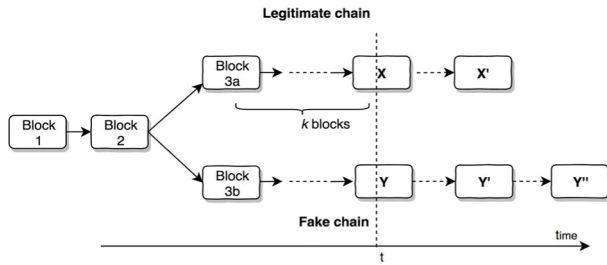 Legitimate chain
Block
3a
X
X'
k blocks
Block
1
Block
2
Block
3b
Y
Y'
Y"
Fake chain
time
t